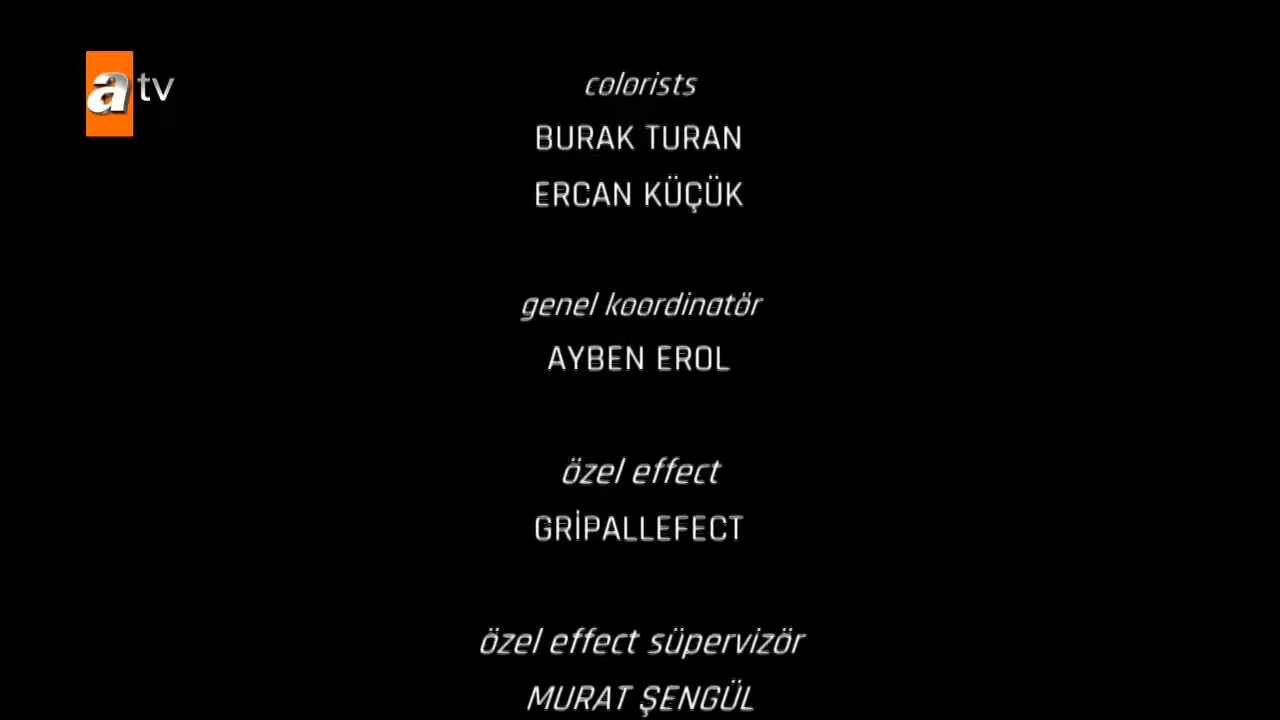 atv
colorists
BURAK TURAN
ERCAN KÜÇÜK
genel koordinatör
AYBEN EROL
özel effect
GRİPALLEFECT
özel effect süpervizör
MURAT ŞENGÜL